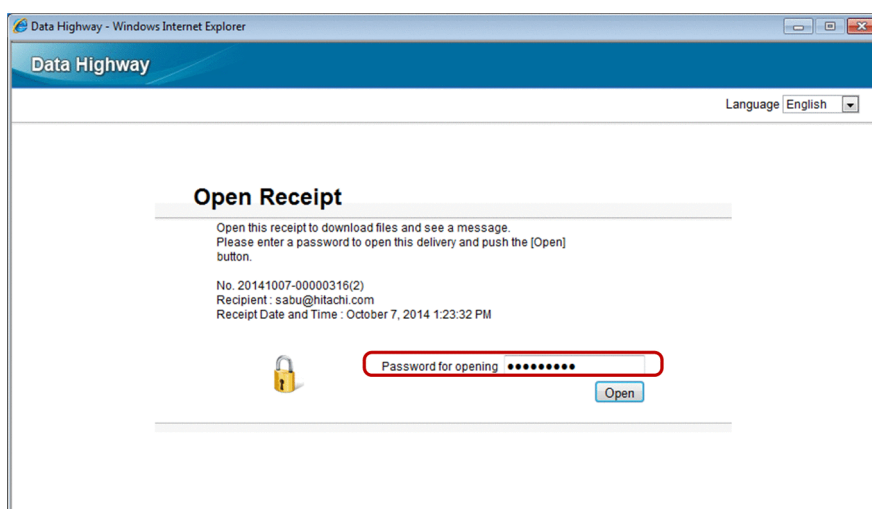 Data Highway - Windows Internet Explorer
Data Highway
Language English
Open Receipt
Open this receipt to download files and see a message.
Please enter a password to open this delivery and push the [Open]
button.
No. 20141007-00000316(2)
Recipient : sabu@hitachi.com
Receipt Date and Time : October 7, 2014 1:23:32 PM
Password for opening •••••••••
Open